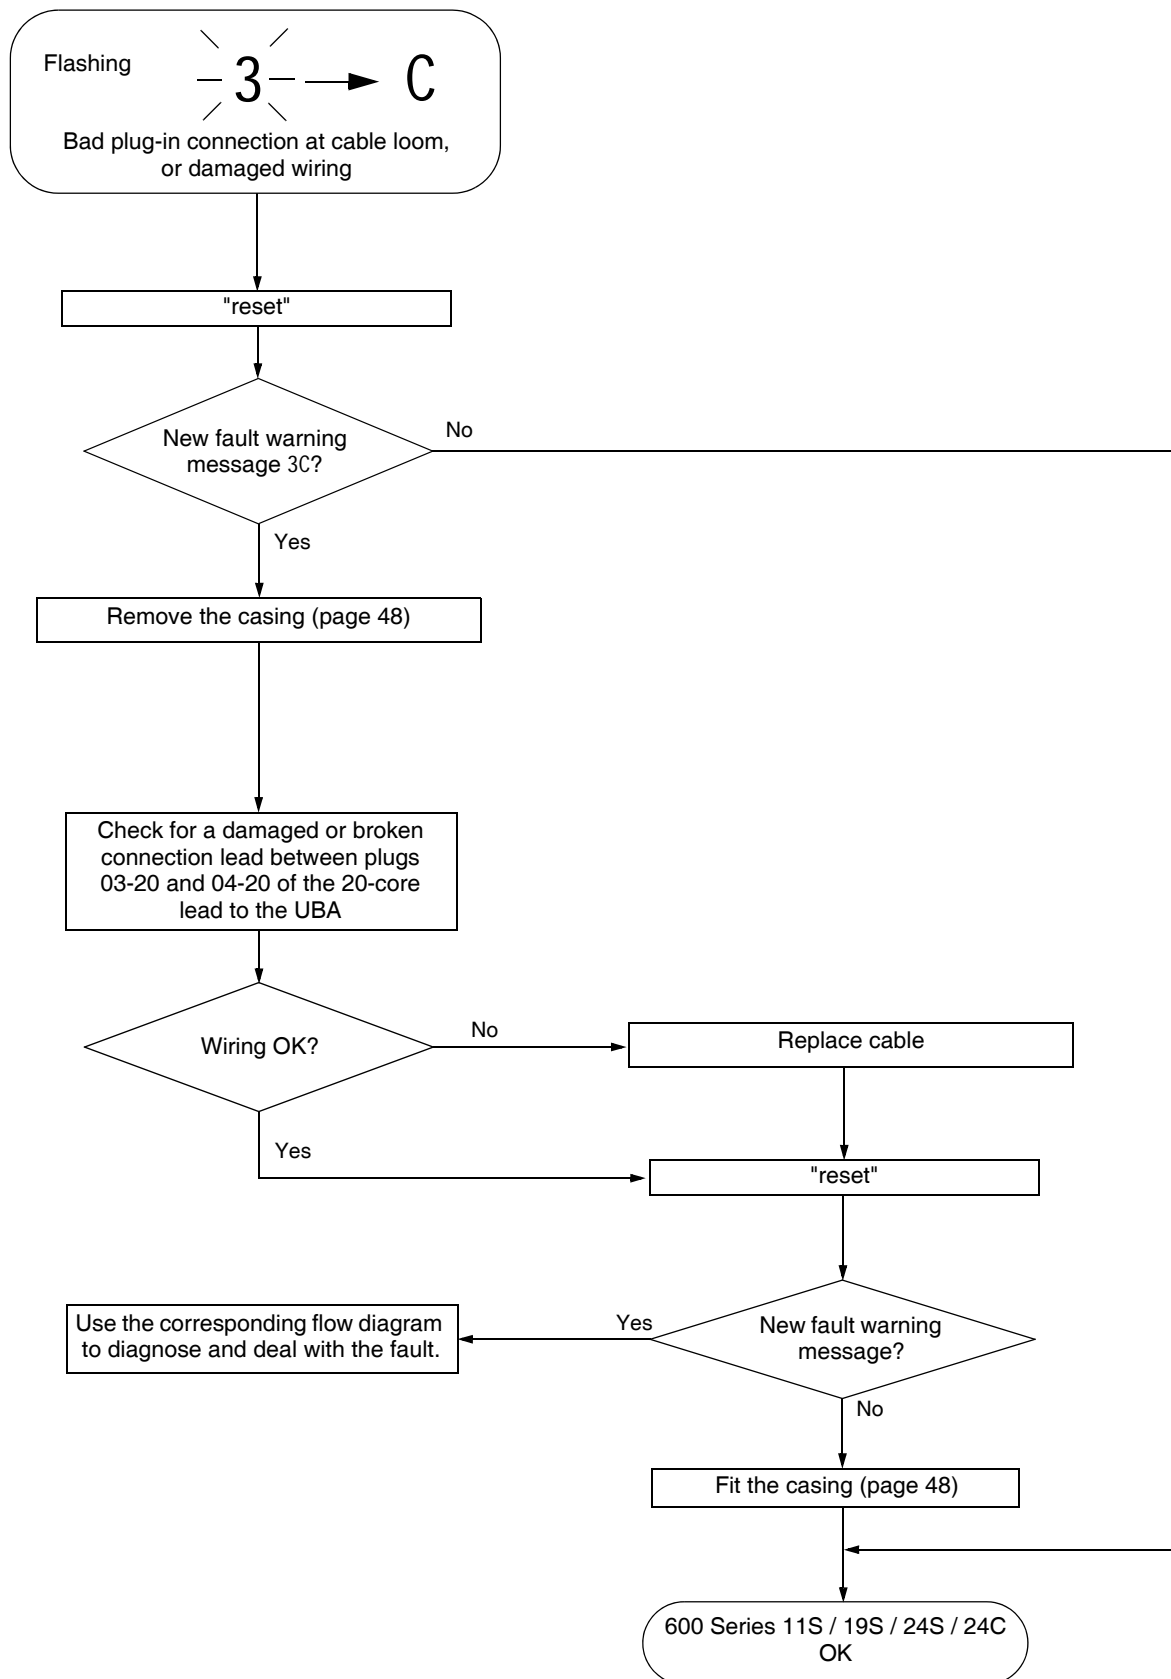 Flashing
3 C
Bad plug-in connection at cable loom,
or damaged wiring
"reset"
New fault warning
message 3C?
No
Yes
Remove the casing (page 48)
Check for a damaged or broken
connection lead between plugs
03-20 and 04-20 of the 20-core
lead to the UBA
Wiring OK?
No
Replace cable
Yes
"reset"
Use the corresponding flow diagram
to diagnose and deal with the fault.
Yes
New fault warning
message?
No
Fit the casing (page 48)
600 Series 11S / 19S / 24S / 24C
OK